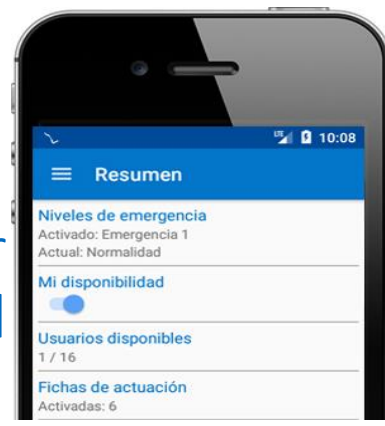 LTE 10:08
Resumen
Niveles de emergencia
Activado: Emergencia 1
Actual: Normalidad
Mi disponibilidad
Usuarios disponibles
1 / 16
Fichas de actuación
Activadas: 6